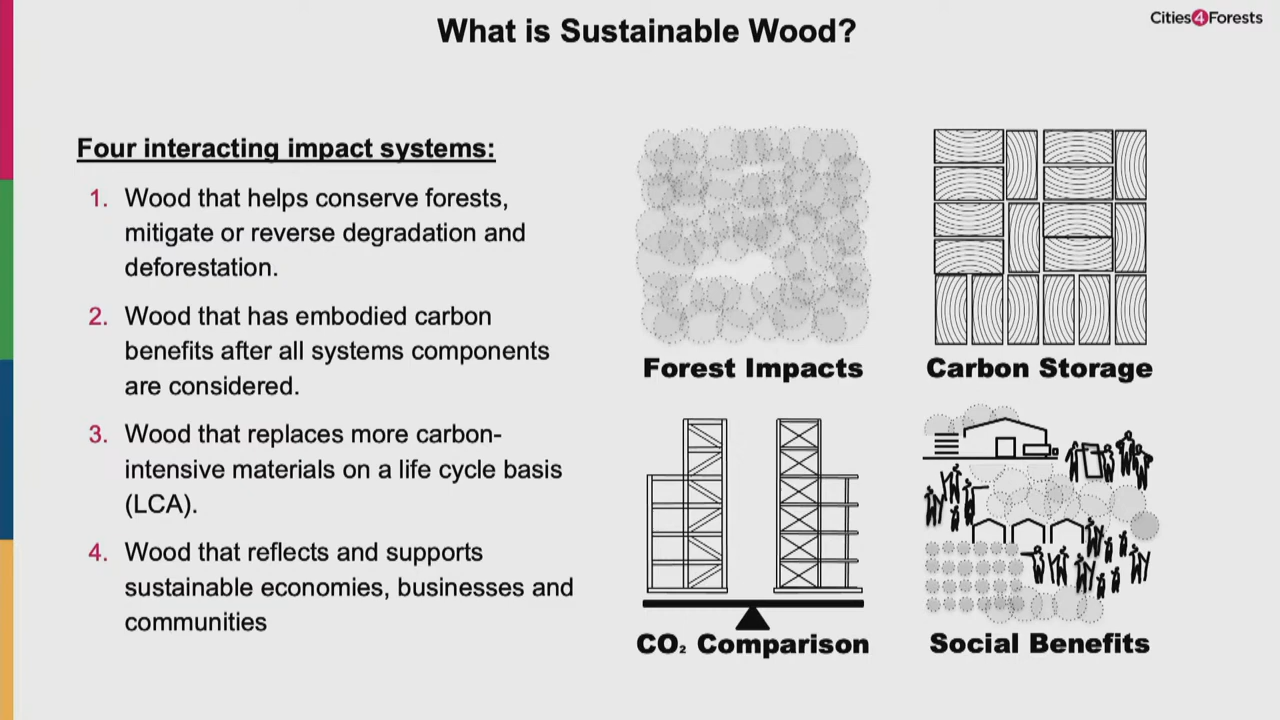 What is Sustainable Wood?
Cities4Forests
Four interacting impact systems:
1. Wood that helps conserve forests,
mitigate or reverse degradation and
deforestation.
2. Wood that has embodied carbon
benefits after all systems components
are considered.
3. Wood that replaces more carbon-
intensive materials on a life cycle basis
(LCA).
4. Wood that reflects and supports
sustainable economies, businesses and
communities
Forest Impacts
Carbon Storage
CO₂ Comparison
Social Benefits